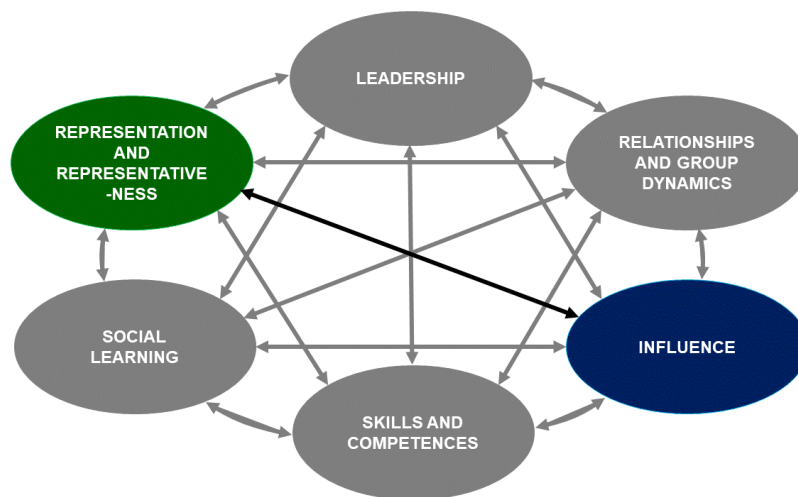 LEADERSHIP
REPRESENTATION
AND
REPRESENTATIVE
-NESS
RELATIONSHIPS
AND GROUP
DYNAMICS
SOCIAL
LEARNING
INFLUENCE
SKILLS AND
COMPETENCES